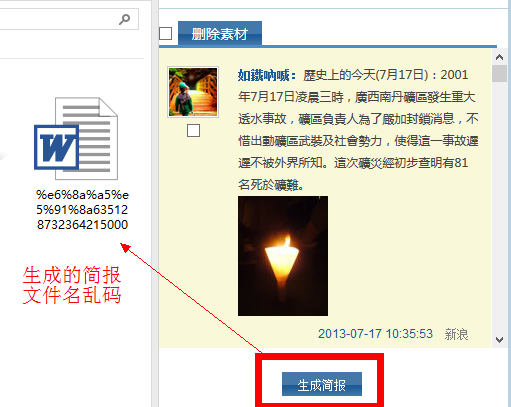 %e6%8a%a5%e
5%91%8a63512
8732364215000
生成的简报
文件名乱码
删除素材
如鐵吶喊：歷史上的今天(7月17日)：2001
年7月17日凌晨三時，廣西南丹礦區發生重大
透水事故，礦區負責人為了嚴加封鎖消息，不
惜出動礦區武裝及社會勢力，使得這一事故遲
遲不被外界所知。這次礦災經初步查明有81
名死於礦難。
2013-07-17 10:35:53 新浪
生成简报